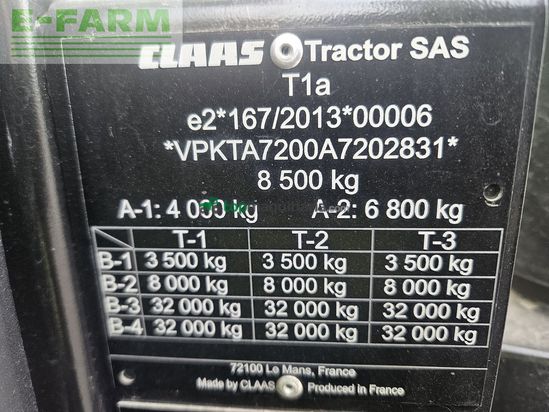 E-FARM
CLAAS Tractor SAS
T1a
e2*167/2013*00006
*VPKTA7200A7202831*
8 500 kg
A-1: 4 000 kg A-2: 6 800 kg
T-1 T-2 T-3
B-1 3 500 kg 3 500 kg 3 500 kg
B-2 8 000 kg 8 000 kg 8 000 kg
B-3 32 000 kg 32 000 kg 32 000 kg
B-4 32 000 kg 32 000 kg 32 000 kg
72100 Le Mans, France
Made by CLAAS Produced in France